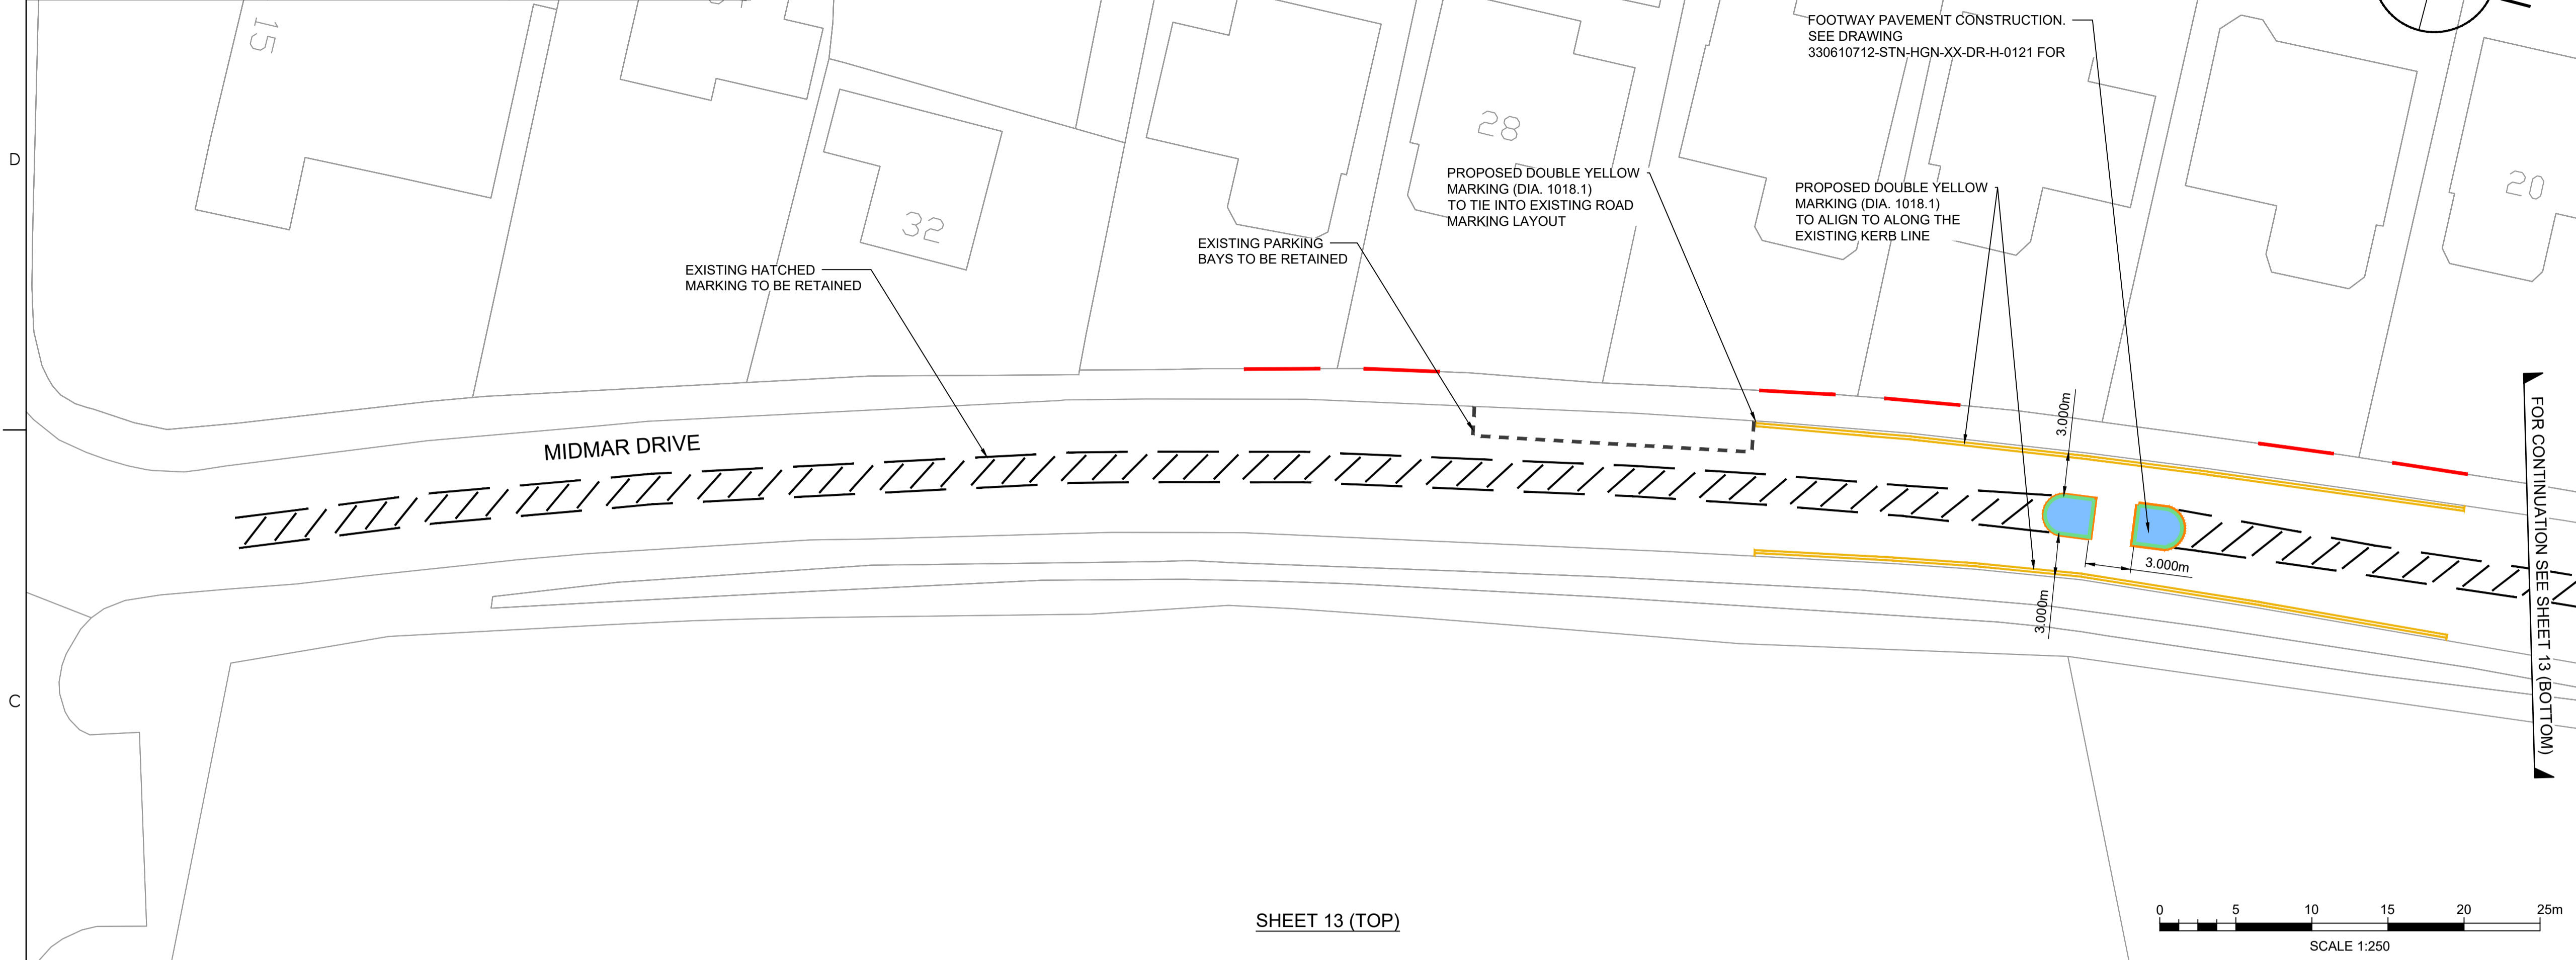 FOOTWAY PAVEMENT CONSTRUCTION.
SEE DRAWING
330610712-STN-HGN-XX-DR-H-0121 FOR
15
D
28
PROPOSED DOUBLE YELLOW
MARKING (DIA. 1018.1)
TO TIE INTO EXISTING ROAD
MARKING LAYOUT
PROPOSED DOUBLE YELLOW
MARKING (DIA. 1018.1)
TO ALIGN TO ALONG THE
EXISTING KERB LINE
20
32
EXISTING PARKING
BAYS TO BE RETAINED
EXISTING HATCHED
MARKING TO BE RETAINED
3.000m
MIDMAR DRIVE
3.000m
3.000m
FOR CONTINUATION SEE SHEET 13 (BOTTOM)
C
SHEET 13 (TOP)
0 5 10 15 20 25m
SCALE 1:250